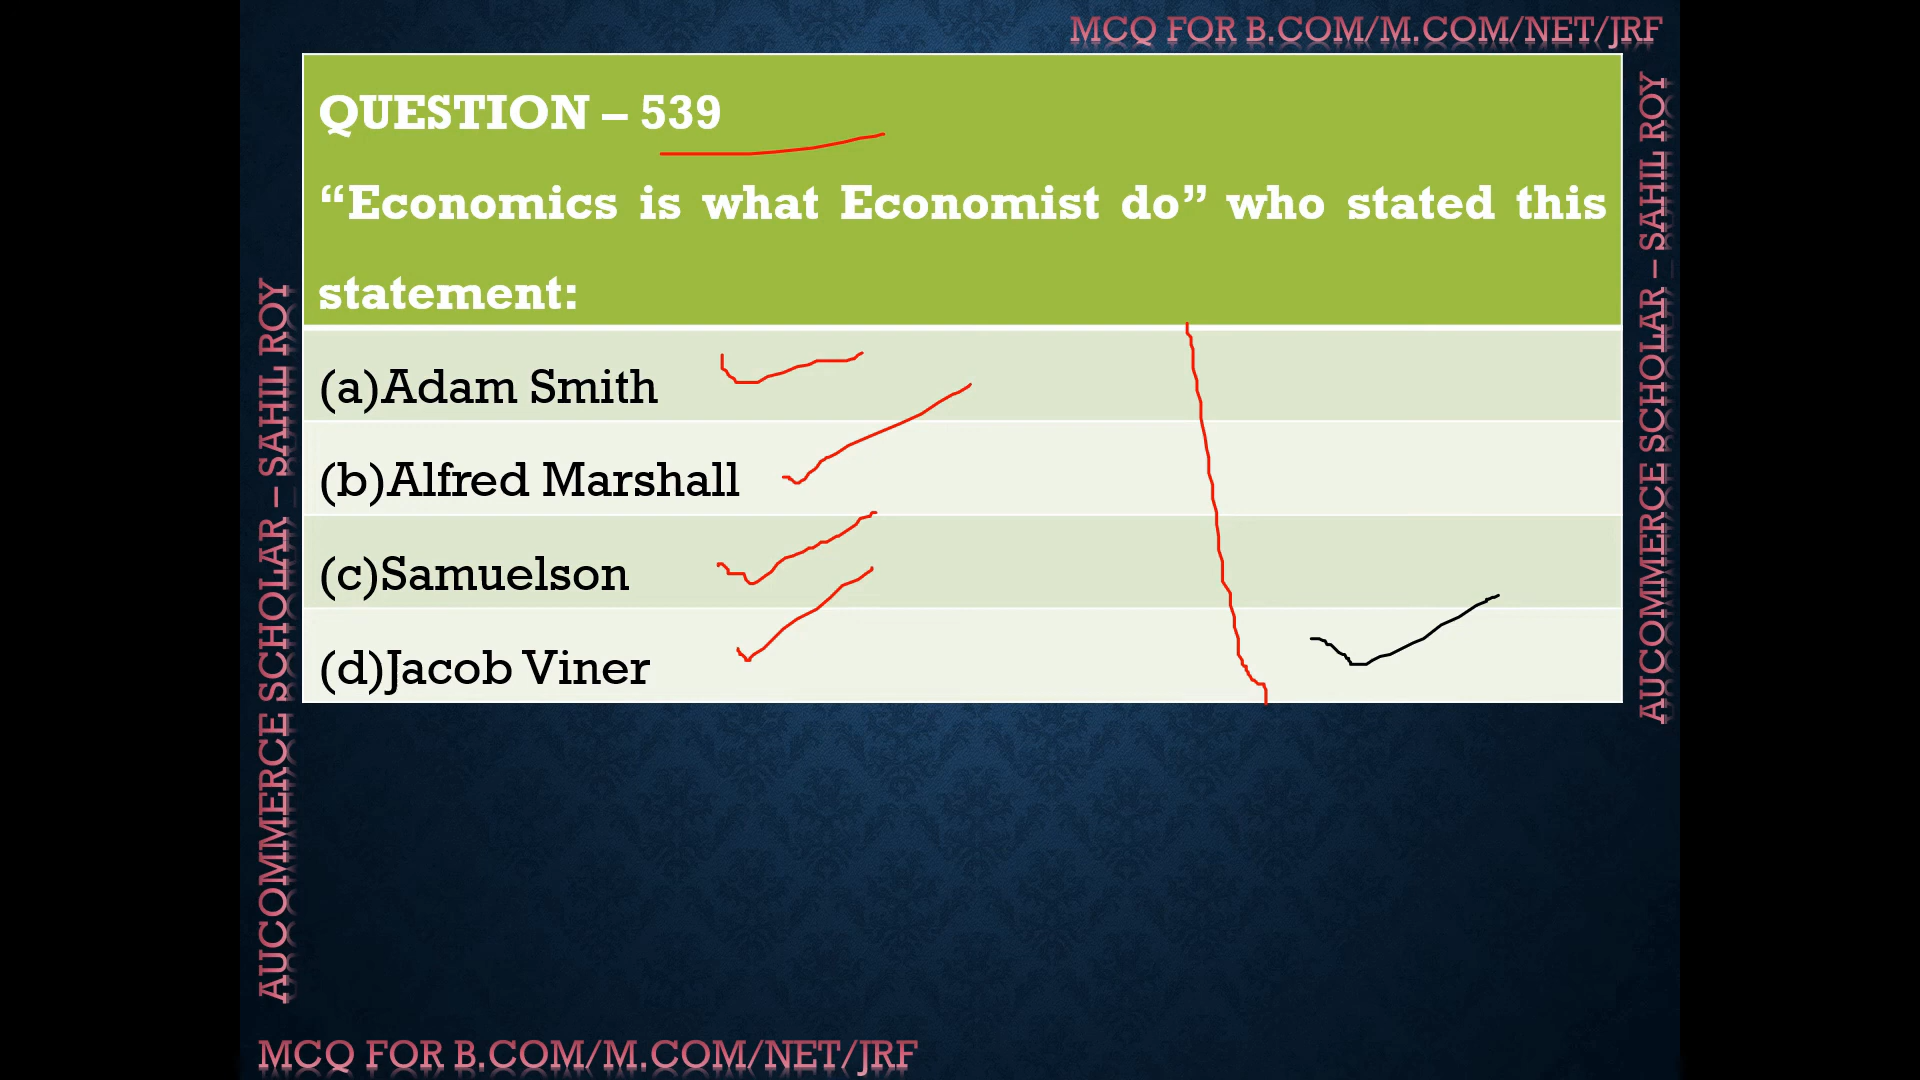 MCQ FOR B.COM/M.COM/NET/JRF
QUESTION – 539
“Economics is what Economist do” who stated this
statement:
(a)Adam Smith
(b)Alfred Marshall
(c)Samuelson
(d)Jacob Viner
AUCOMMERCE SCHOLAR – SAHIL ROY
AUCOMMERCE SCHOLAR – SAHIL ROY
MCQ FOR B.COM/M.COM/NET/JRF